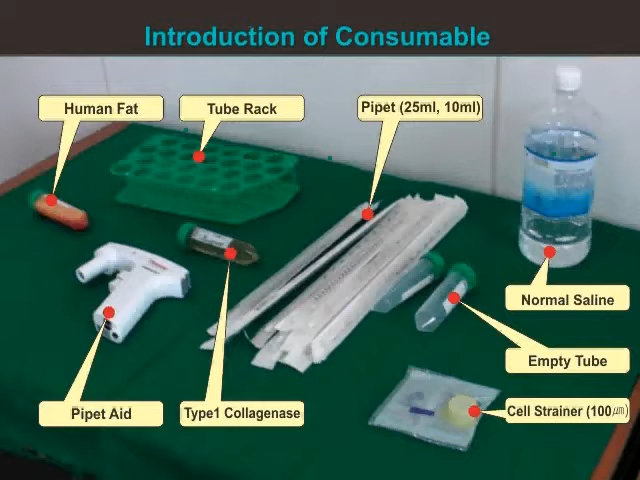 Introduction of Consumable
Human Fat
Tube Rack
Pipet (25ml, 10ml)
Normal Saline
Empty Tube
Pipet Aid
Type1 Collagenase
Cell Strainer (100㎛)